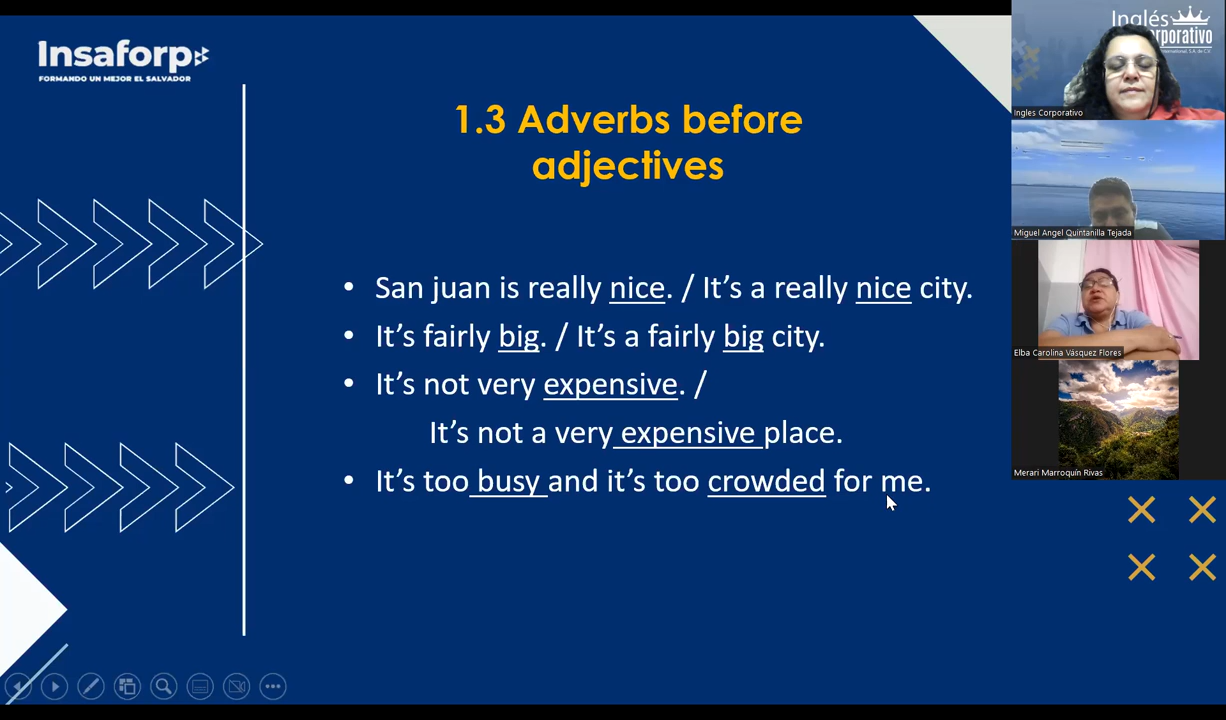 Insaforp
FORMANDO UN MEJOR EL SALVADOR
1.3 Adverbs before
adjectives
• San juan is really nice. / It's a really nice city.
• It's fairly big. / It's a fairly big city.
• It's not very expensive. /
It's not a very expensive place.
• It's too busy and it's too crowded for me.
Inglés
Ingles Corporativo
Miguel Angel Quintanilla Tejada
Elba Carolina Vásquez Flores
Merari Marroquín Rivas